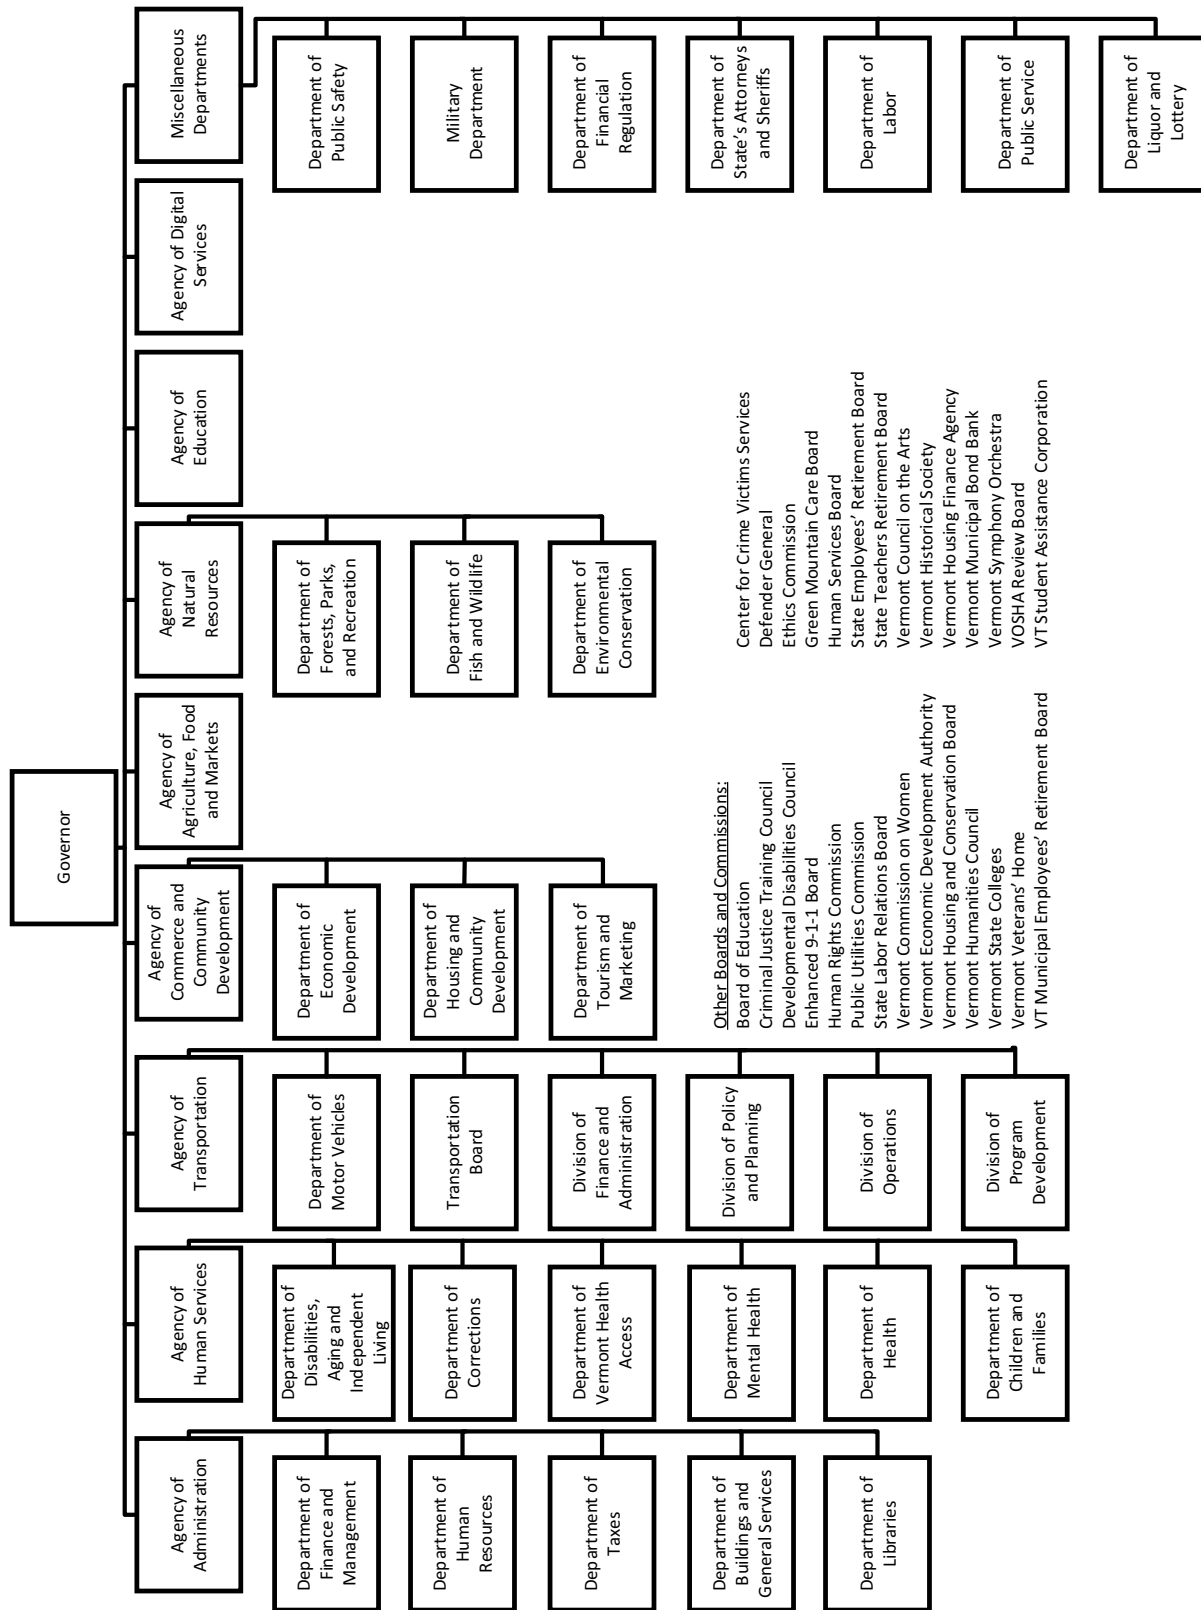 Governor
Agency of
Administration
Department of
Finance and
Management
Department of
Human
Resources
Department of
Taxes
Department of
Buildings and
General Services
Department of
Libraries
Agency of
Human Services
Department of
Disabilities,
Aging and
Independent
Living
Department of
Corrections
Department of
Vermont Health
Access
Department of
Mental Health
Department of
Health
Department of
Children and
Families
Agency of
Transportation
Department of
Motor Vehicles
Transportation
Board
Division of
Finance and
Administration
Division of Policy
and Planning
Division of
Operations
Division of
Program
Development
Agency of
Commerce and
Community
Development
Department of
Economic
Development
Department of
Housing and
Community
Development
Department of
Tourism and
Marketing
Agency of
Agriculture, Food
and Markets
Agency of
Natural
Resources
Department of
Forests, Parks,
and Recreation
Department of
Fish and Wildlife
Department of
Environmental
Conservation
Agency of
Education
Agency of Digital
Services
Miscellaneous
Departments
Department of
Public Safety
Military
Department
Department of
Financial
Regulation
Department of
State's Attorneys
and Sheriffs
Department of
Labor
Department of
Public Service
Department of
Liquor and
Lottery
Other Boards and Commissions:
Board of Education
Criminal Justice Training Council
Developmental Disabilities Council
Enhanced 9-1-1 Board
Human Rights Commission
Public Utilities Commission
State Labor Relations Board
Vermont Commission on Women
Vermont Economic Development Authority
Vermont Housing and Conservation Board
Vermont Humanities Council
Vermont State Colleges
Vermont Veterans' Home
VT Municipal Employees' Retirement Board
Center for Crime Victims Services
Defender General
Ethics Commission
Green Mountain Care Board
Human Services Board
State Employees' Retirement Board
State Teachers Retirement Board
Vermont Council on the Arts
Vermont Historical Society
Vermont Housing Finance Agency
Vermont Municipal Bond Bank
Vermont Symphony Orchestra
VOSHA Review Board
VT Student Assistance Corporation